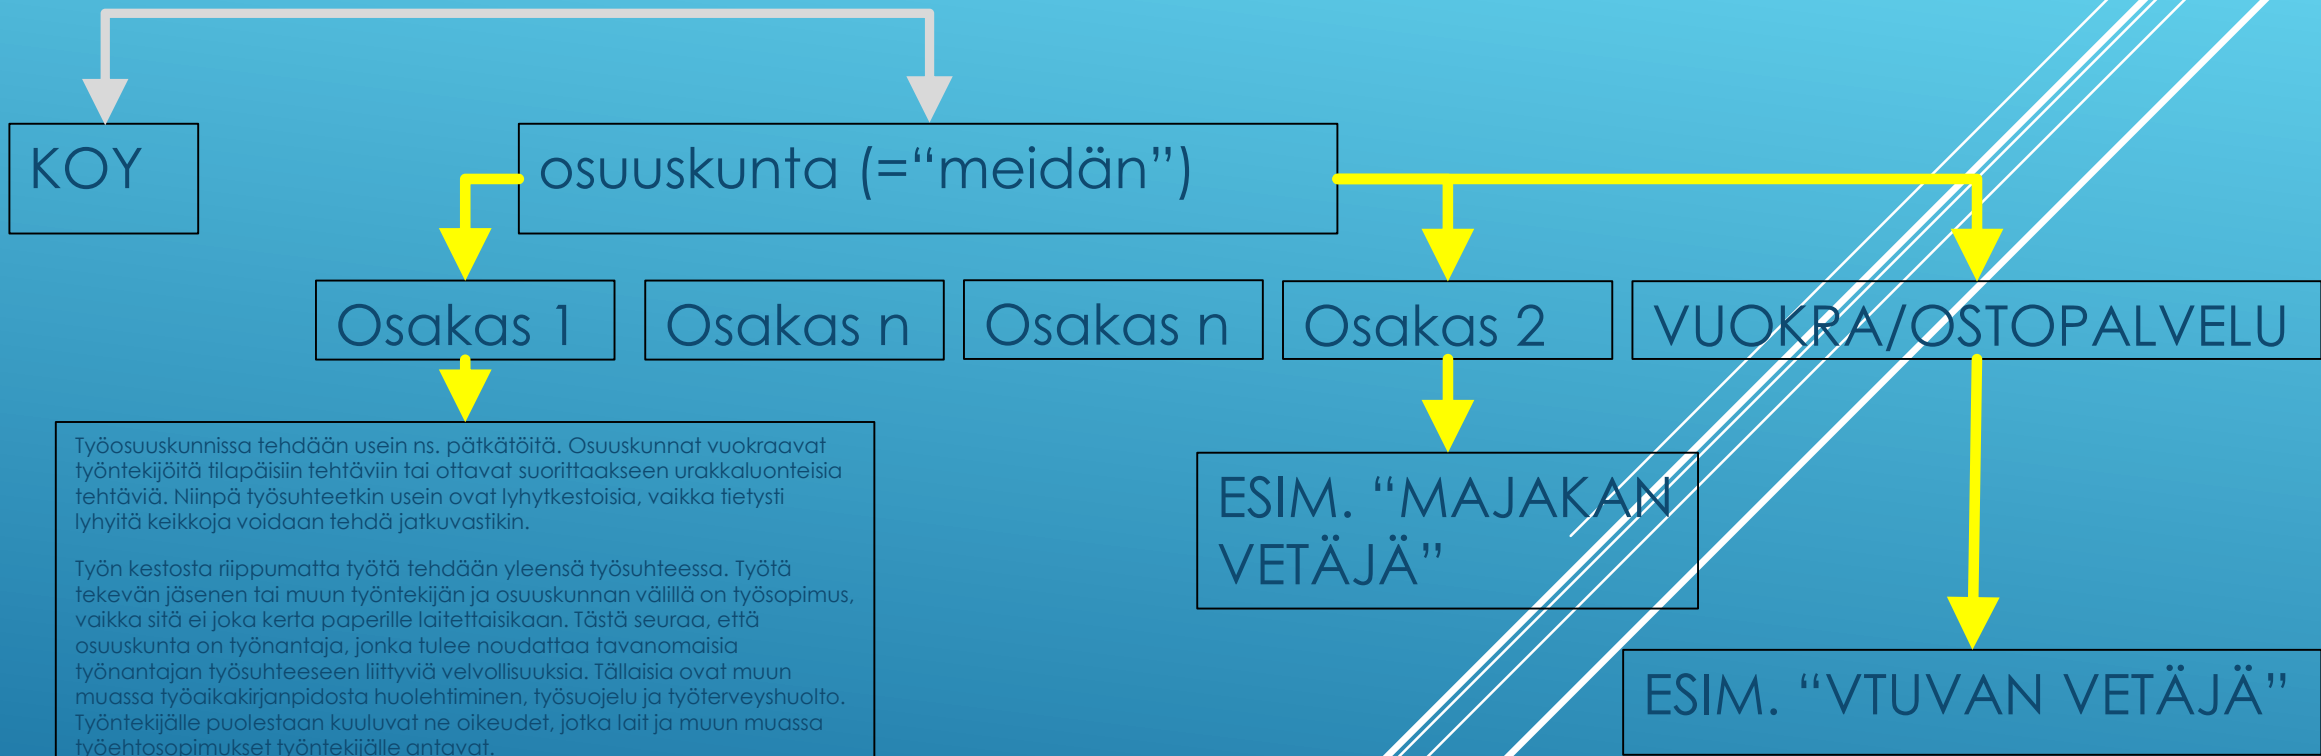 KOY
osuuskunta (=“meidän”)
Osakas 1
Osakas n
Osakas n
Osakas 2
VUOKRA/OSTOPALVELU
Työosuuskunnissa tehdään usein ns. pätkätöitä. Osuuskunnat vuokraavat
työntekijöitä tilapäisiin tehtäviin tai ottavat suorittaakseen urakkaluonteisia
tehtäviä. Niinpä työsuhteetkin usein ovat lyhytkestoisia, vaikka tietysti
lyhyitä keikkoja voidaan tehdä jatkuvastikin.
Työn kestosta riippumatta työtä tehdään yleensä työsuhteessa. Työtä
tekevän jäsenen tai muun työntekijän ja osuuskunnan välillä on työsopimus,
vaikka sitä ei joka kerta paperille laitettaisikaan. Tästä seuraa, että
osuuskunta on työnantaja, jonka tulee noudattaa tavanomaisia
työnantajan työsuhteeseen liittyviä velvollisuuksia. Tällaisia ovat muun
muassa työaikakirjanpidosta huolehtiminen, työsuojelu ja työterveyshuolto.
Työntekijälle puolestaan kuuluvat ne oikeudet, jotka lait ja muun muassa
työehtosopimukset työntekijälle antavat.
ESIM. “MAJAKAN
VETÄJÄ”
ESIM. “VTUVAN VETÄJÄ”